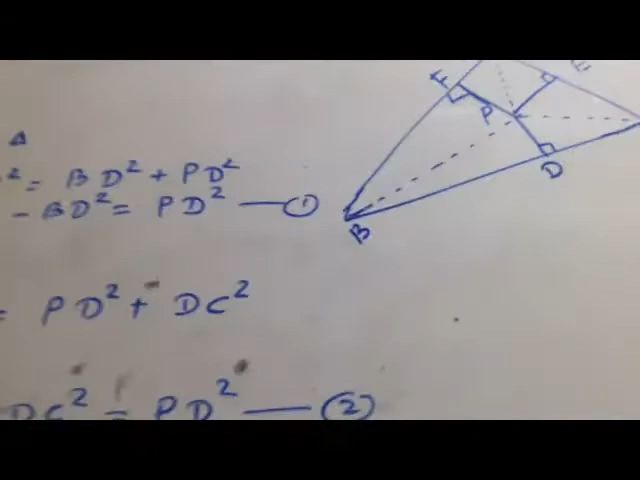 Δ
² = BD² + PD²
- BD² = PD² — ①
= PD² + DC²
DC² = PD² — ②
F
E
P
D
B